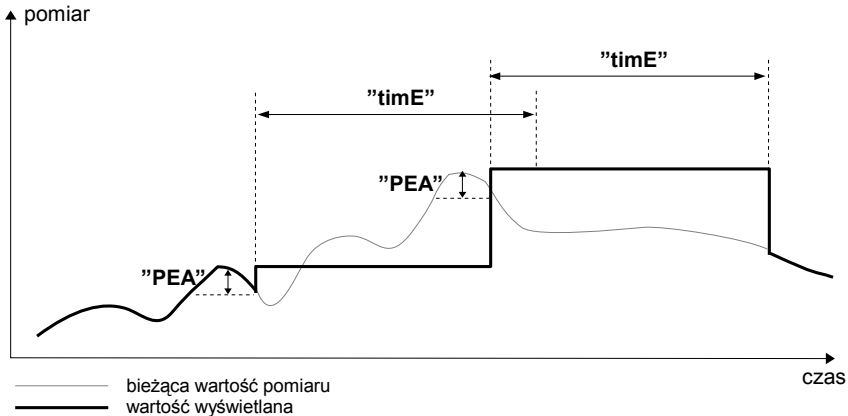 pomiar
”timE”
”timE”
”PEA”
”PEA”
czas
bieżąca wartość pomiaru
wartość wyświetlana